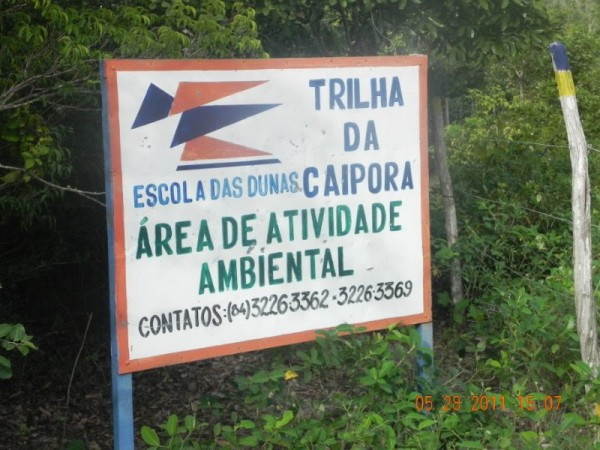 TRILHA
DA
ESCOLA DAS DUNAS CAIPORA
ÁREA DE ATIVIDADE
AMBIENTAL
CONTATOS:(84)3226-3362 - 3226-3369
05 28 2011 15:07